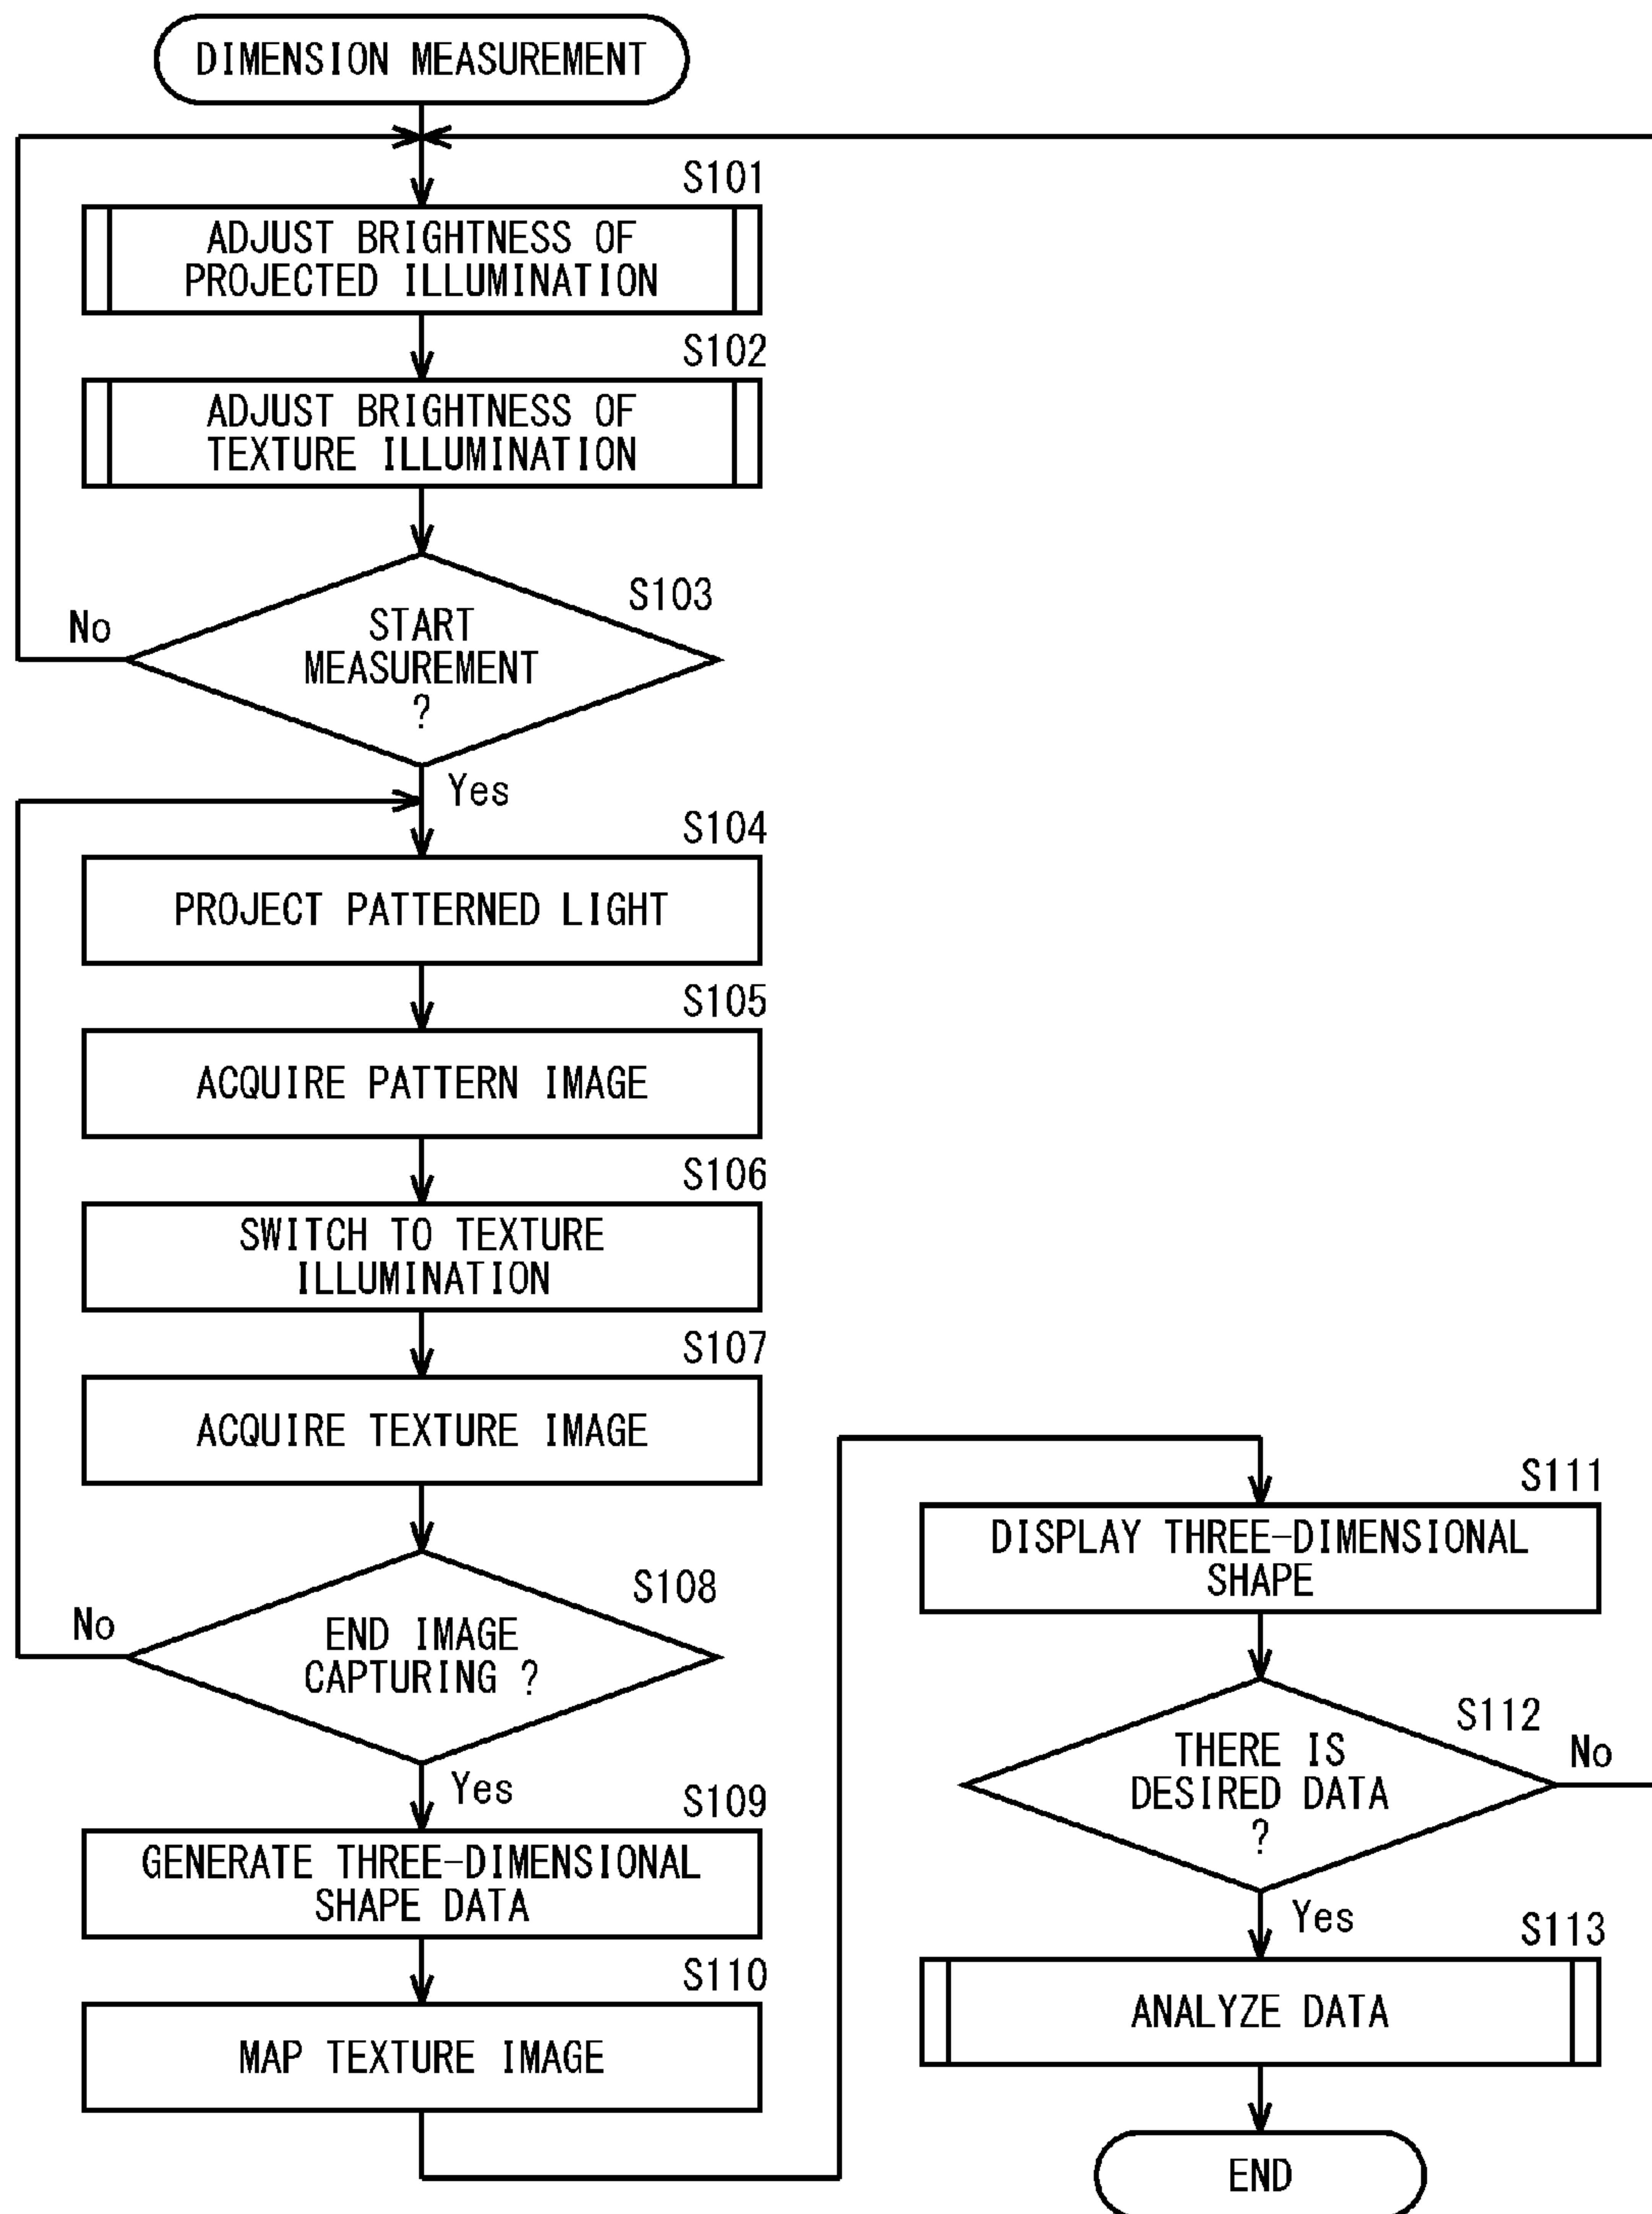 DIMENSION MEASUREMENT
S101
ADJUST BRIGHTNESS OF
PROJECTED ILLUMINATION
S102
ADJUST BRIGHTNESS OF
TEXTURE ILLUMINATION
S103
START
MEASUREMENT
?
No
Yes
S104
PROJECT PATTERNED LIGHT
S105
ACQUIRE PATTERN IMAGE
S106
SWITCH TO TEXTURE
ILLUMINATION
S107
ACQUIRE TEXTURE IMAGE
S108
END IMAGE
CAPTURING ?
No
Yes
S109
GENERATE THREE-DIMENSIONAL
SHAPE DATA
S110
MAP TEXTURE IMAGE
S111
DISPLAY THREE-DIMENSIONAL
SHAPE
S112
THERE IS
DESIRED DATA
?
No
Yes
S113
ANALYZE DATA
END